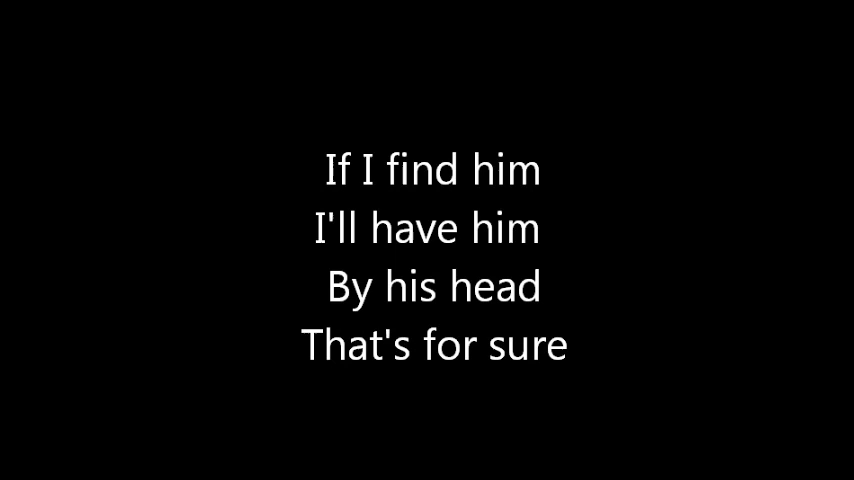 If I find him
I'll have him
By his head
That's for sure